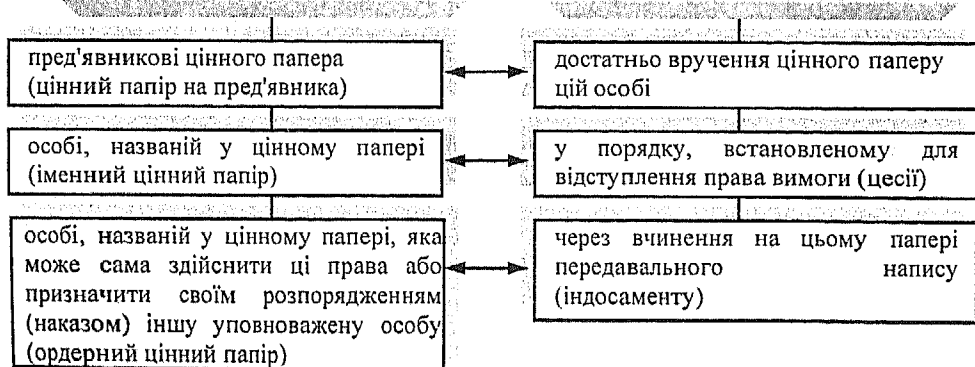 пред'явникові цінного папера
(цінний папір на пред'явника)
достатньо вручення цінного паперу
цій особі
особі, названій у цінному папері
(іменний цінний папір)
у порядку, встановленому для
відступлення права вимоги (цесії)
особі, названій у цінному папері, яка
може сама здійснити ці права або
призначити своїм розпорядженням
(наказом) іншу уповноважену особу
(ордерний цінний папір)
через вчинення на цьому папері
передавального напису
(індосаменту)